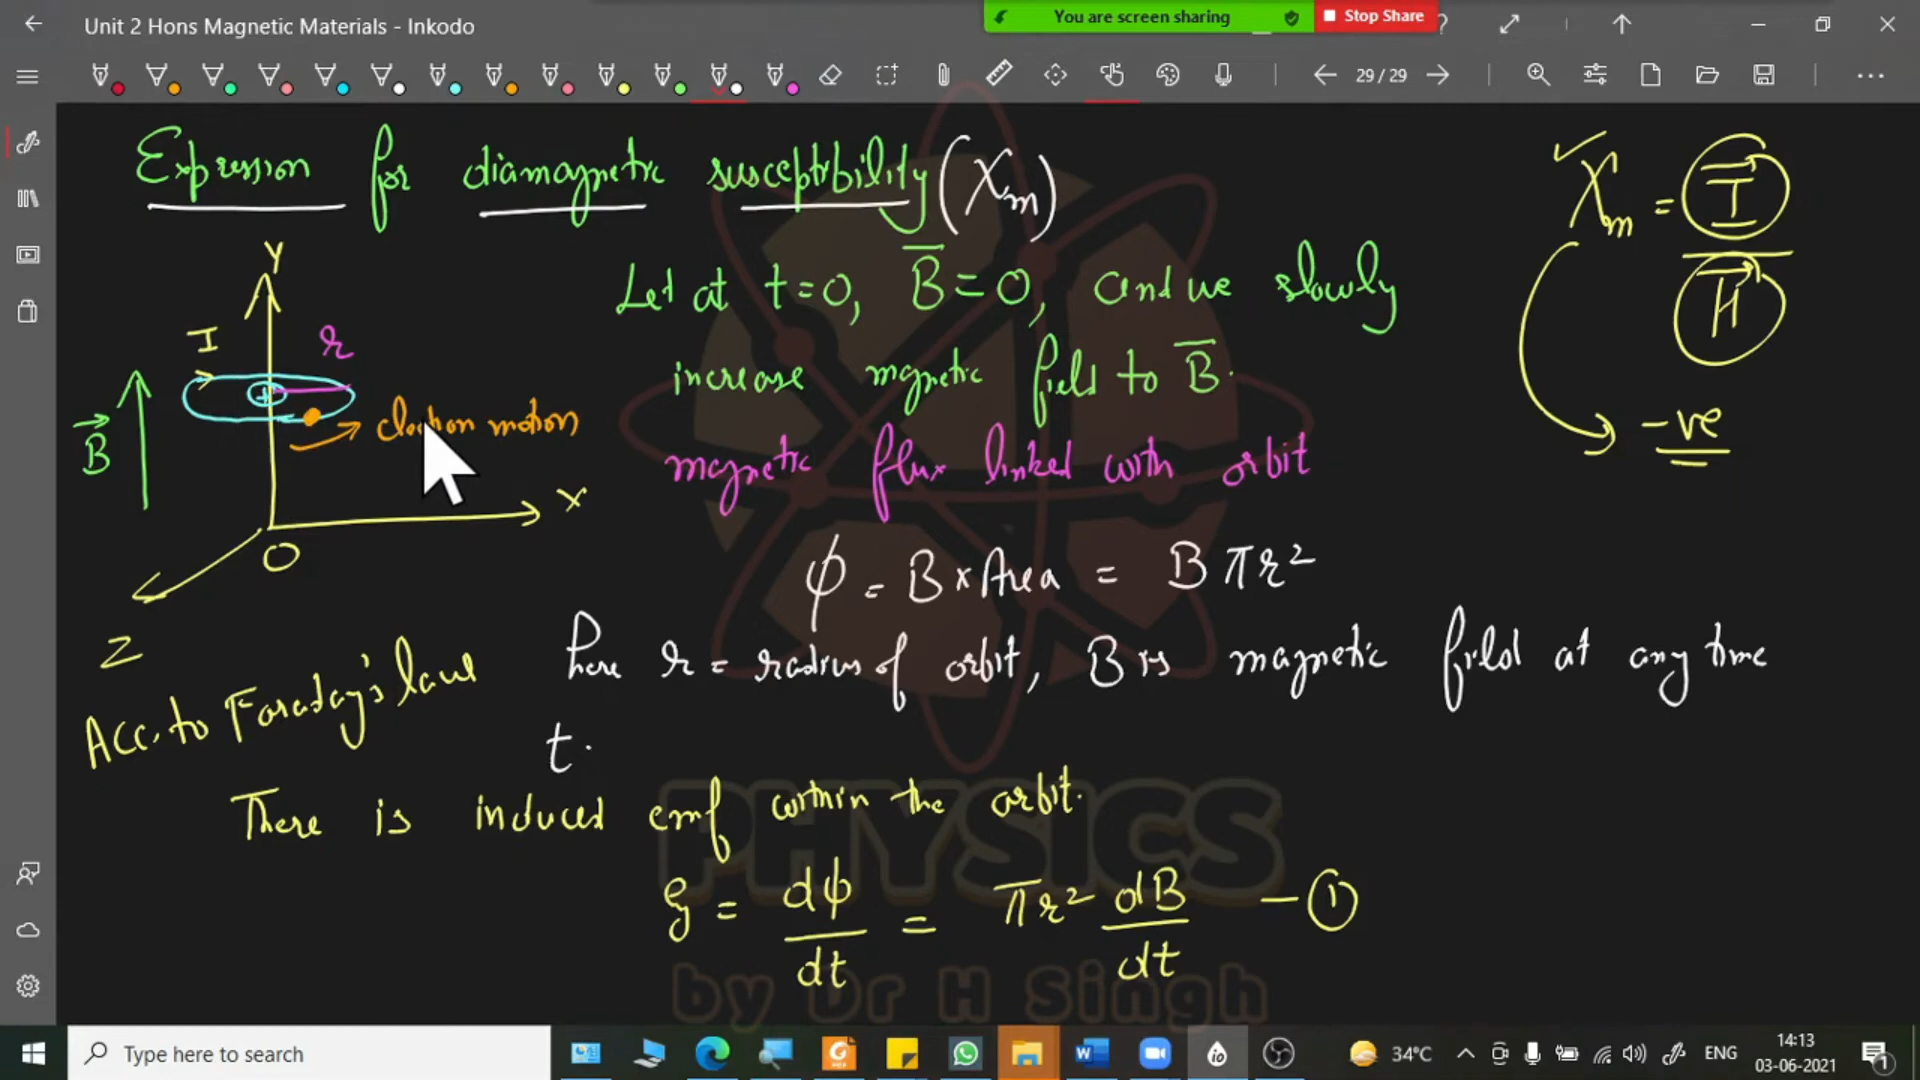 Unit 2 Hons Magnetic Materials - Inkodo
You are screen sharing
Stop Share
29 / 29
Expression for diamagnetic susceptibility (χm)
χm = I / H
-ve
Let at t=0, B=0, and we slowly
increase magnetic field to B.
magnetic flux linked with orbit
ϕ = B × Area = Bπr²
here r = radius of orbit, B is magnetic field at any time
t.
Y
I
r
B
electron motion
X
O
Z
Acc. to Faraday's law
There is induced emf within the orbit.
ξ = dϕ/dt = πr² dB/dt - ①
PHYSICS
by Dr H Singh
Type here to search
34°C
ENG
14:13
03-06-2021
1